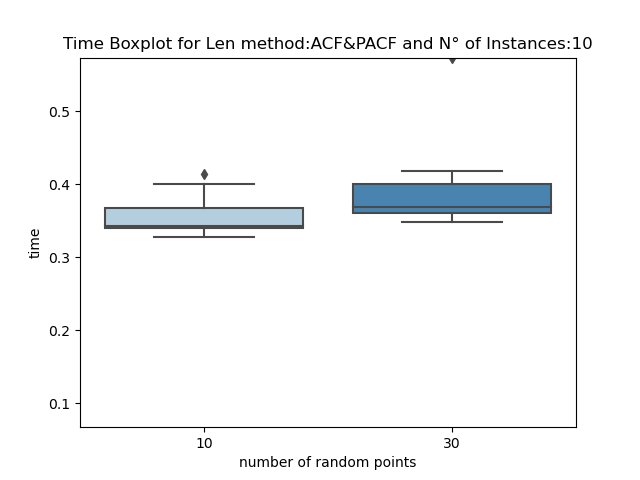 Time Boxplot for Len method:ACF&PACF and N° of Instances:10
0.5
0.4
0.3
0.2
0.1
time
10
30
number of random points